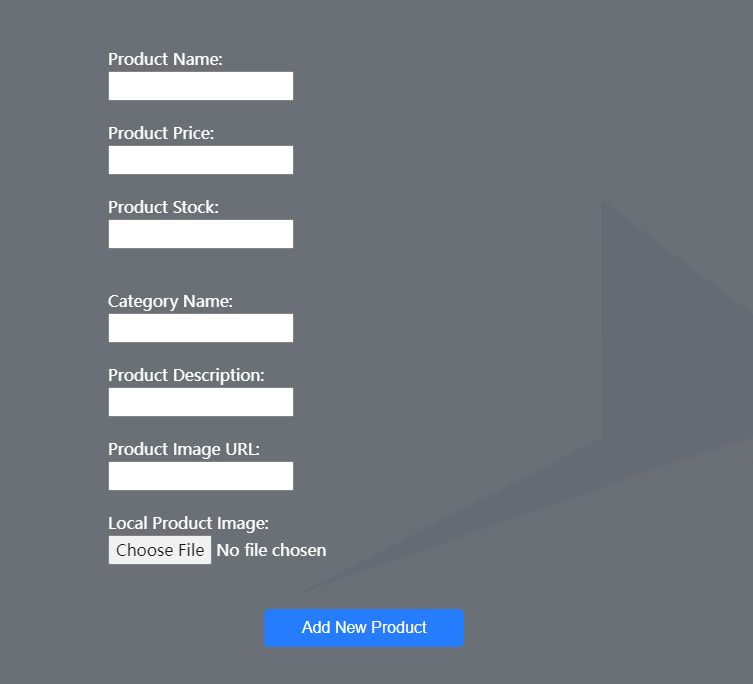 Product Name:
Product Price:
Product Stock:
Category Name:
Product Description:
Product Image URL:
Local Product Image:
Choose File No file chosen
Add New Product